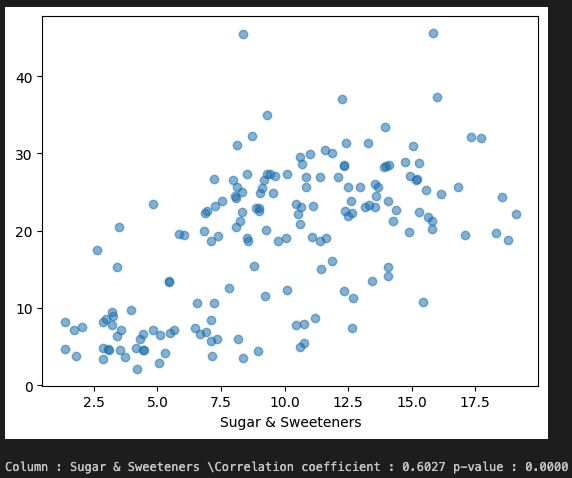 40
30
20
10
0
2.5 5.0 7.5 10.0 12.5 15.0 17.5
Sugar & Sweeteners
Column : Sugar & Sweeteners \Correlation coefficient : 0.6027 p-value : 0.0000